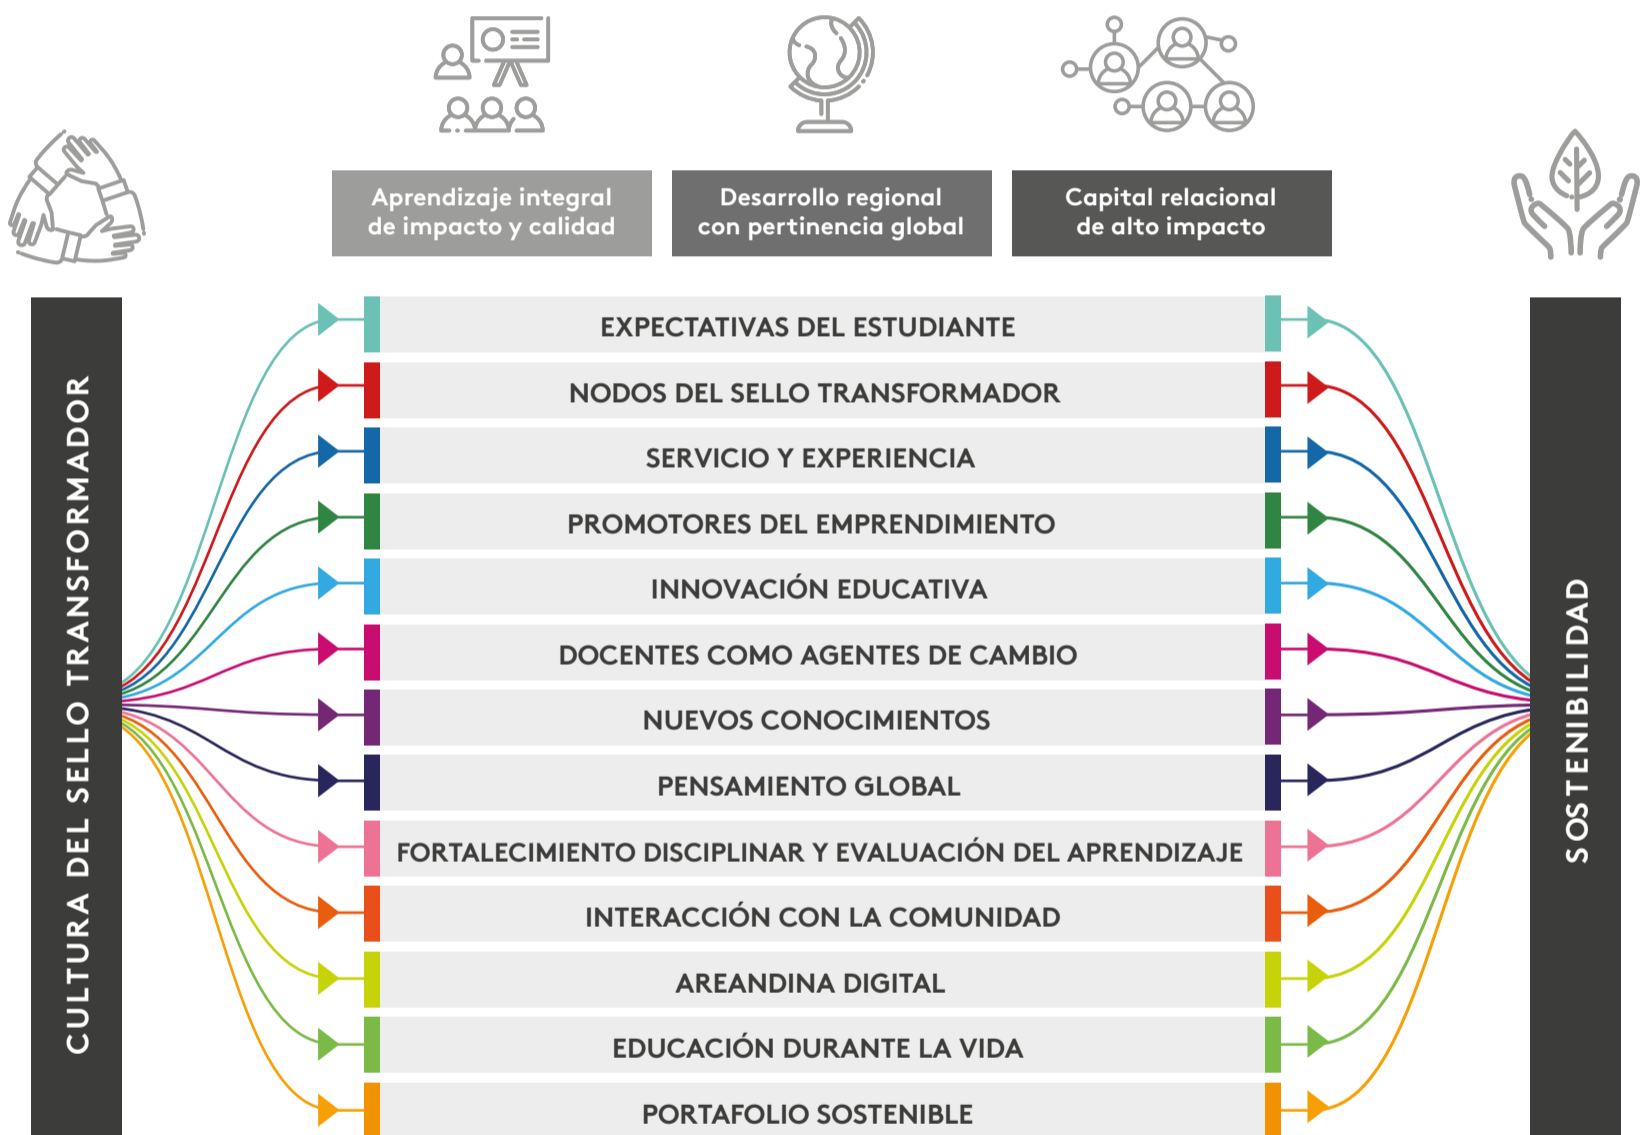 Aprendizaje integral
de impacto y calidad
Desarrollo regional
con pertinencia global
Capital relacional
de alto impacto
CULTURA DEL SELLO TRANSFORMADOR
EXPECTATIVAS DEL ESTUDIANTE
NODOS DEL SELLO TRANSFORMADOR
SERVICIO Y EXPERIENCIA
PROMOTORES DEL EMPRENDIMIENTO
INNOVACIÓN EDUCATIVA
DOCENTES COMO AGENTES DE CAMBIO
NUEVOS CONOCIMIENTOS
PENSAMIENTO GLOBAL
FORTALECIMIENTO DISCIPLINAR Y EVALUACIÓN DEL APRENDIZAJE
INTERACCIÓN CON LA COMUNIDAD
AREANDINA DIGITAL
EDUCACIÓN DURANTE LA VIDA
PORTAFOLIO SOSTENIBLE
SOSTENIBILIDAD